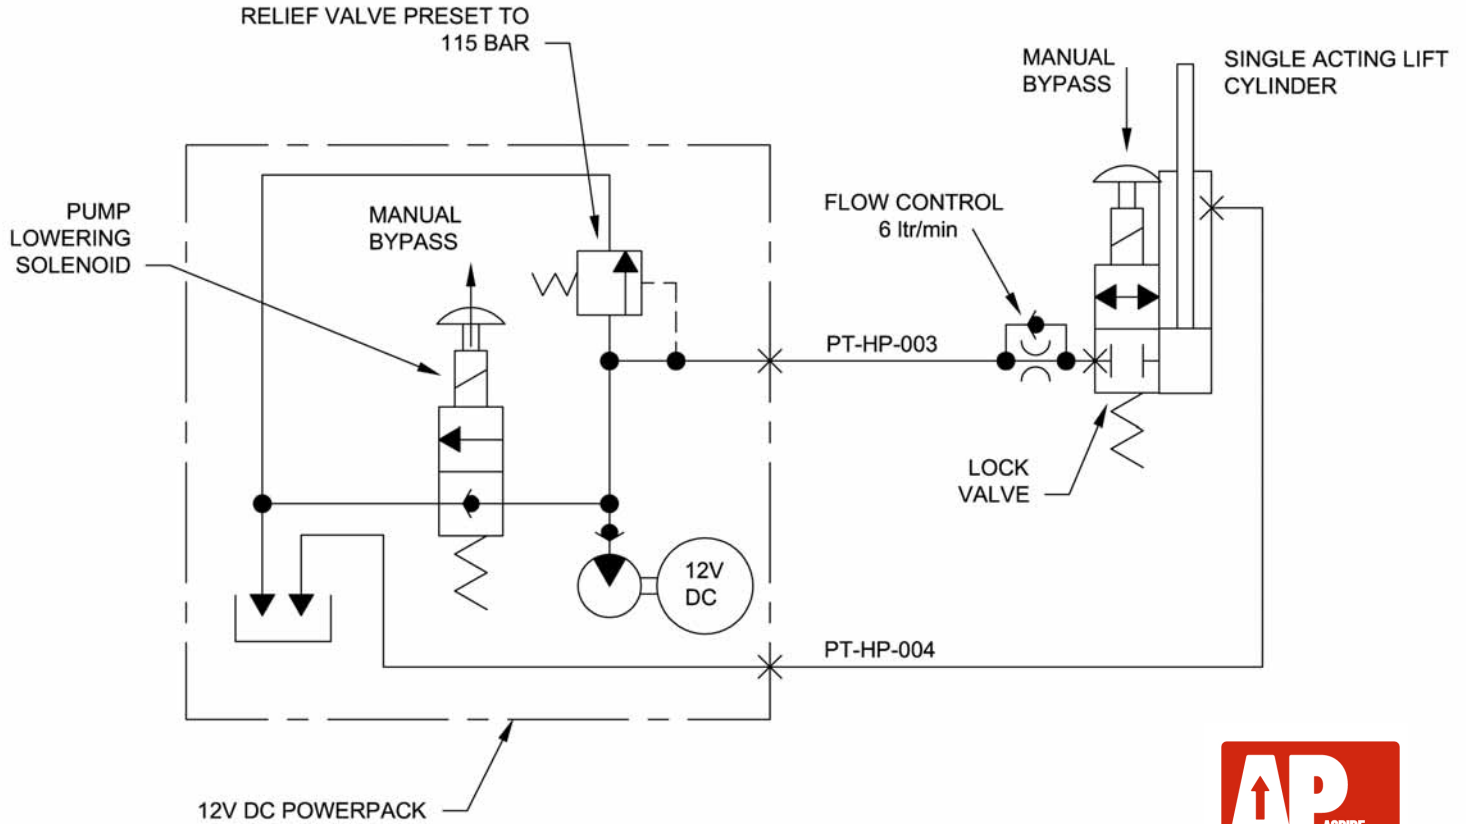 RELIEF VALVE PRESET TO
115 BAR
MANUAL
BYPASS
SINGLE ACTING LIFT
CYLINDER
PUMP
LOWERING
SOLENOID
MANUAL
BYPASS
FLOW CONTROL
6 ltr/min
PT-HP-003
LOCK
VALVE
12V
DC
PT-HP-004
12V DC POWERPACK
AP